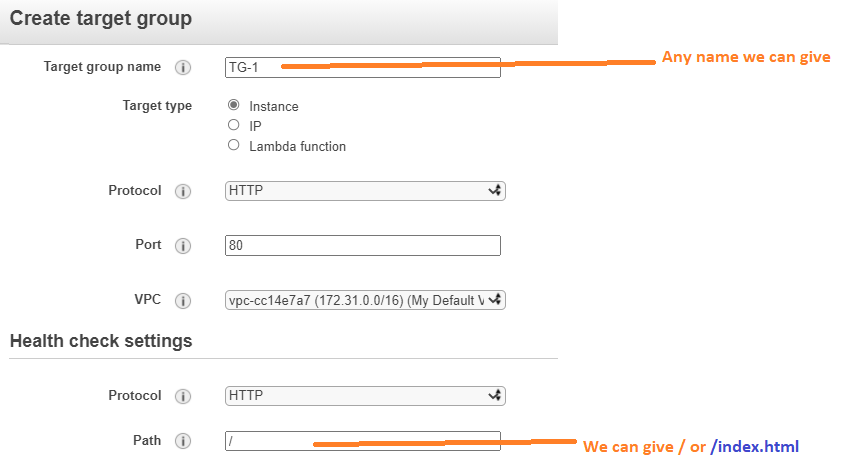 Create target group
Target group name i TG-1 Any name we can give
Target type Instance
IP
Lambda function
Protocol i HTTP
Port i 80
VPC i vpc-cc14e7a7 (172.31.0.0/16) (My Default V
Health check settings
Protocol i HTTP
Path i / We can give / or /index.html